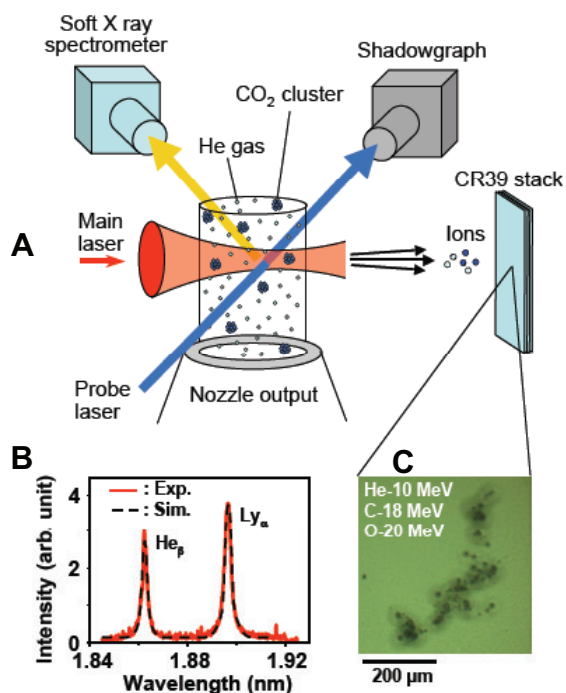 Soft X ray
spectrometer
Shadowgraph
CO₂ cluster
He gas
CR39 stack
A
Main
laser
Ions
Probe
laser
Nozzle output
B
: Exp.
: Sim.
Heβ
Lyα
Intensity (arb. unit)
4
2
0
1.84
1.88
1.92
Wavelength (nm)
C
He-10 MeV
C-18 MeV
O-20 MeV
200 μm